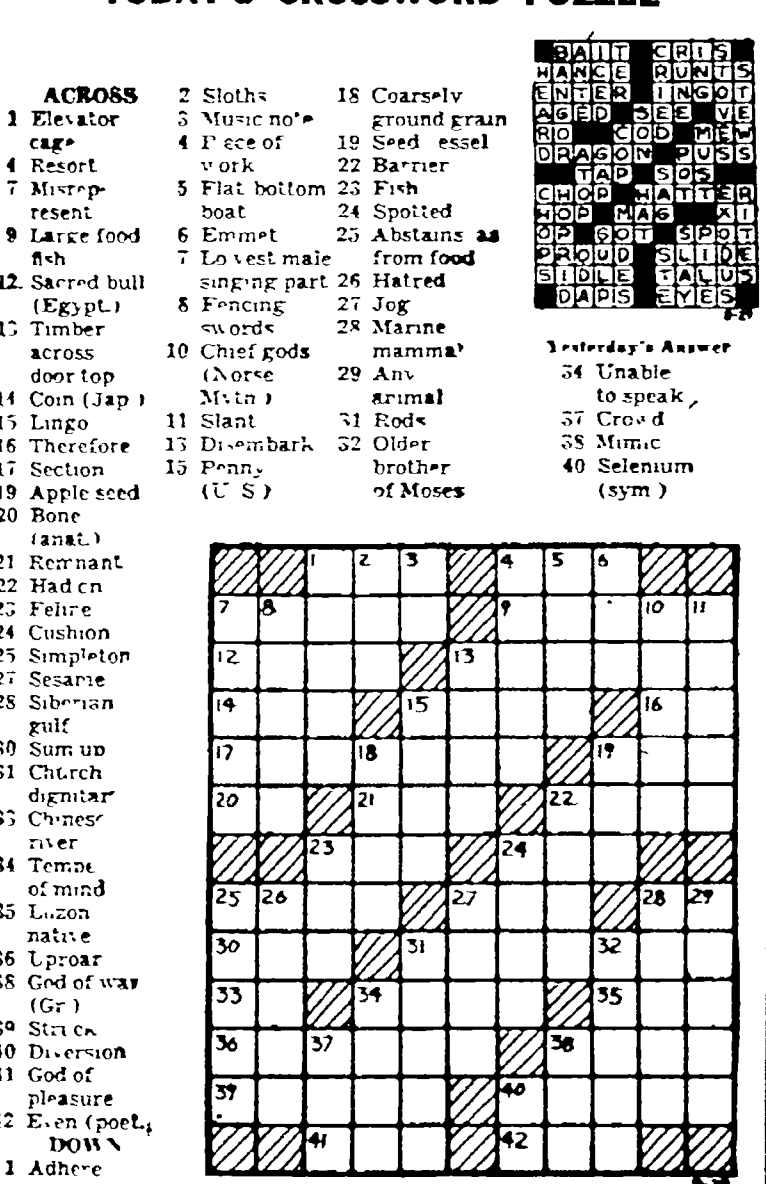 TODAY'S CROSSWORD PUZZLE
ACROSS
1 Elevator
cage
4 Resort
7 Misrep-
resent
9 Large food
fish
12. Sacred bull
(Egypt.)
13 Timber
across
door top
14 Coin (Jap.)
15 Lingo
16 Therefore
17 Section
19 Apple seed
20 Bone
(anat.)
21 Remnant
22 Had on
23 Feline
24 Cushion
25 Simpleton
27 Sesame
28 Siberian
gulf
30 Sum up
31 Church
dignitary
33 Chinese
river
34 Temper
of mind
35 Luzon
native
36 Uproar
38 God of war
(Gr.)
39 Struck
40 Diversion
41 God of
pleasure
42 Even (poet.)
DOWN
1 Adhere
2 Sloths
3 Music note
4 Piece of
work
5 Flat bottom
boat
6 Emmet
7 Lowest male
singing part
8 Fencing
swords
10 Chief gods
(Norse
Myth.)
11 Slant
13 Disembark
15 Penny
(U.S.)
18 Coarsely
ground grain
19 Seed vessel
22 Barrier
23 Fish
24 Spotted
25 Abstains as
from food
26 Hatred
27 Jog
28 Marine
mammal
29 Any
animal
31 Rods
32 Older
brother
of Moses
BAIT CRIS
HANCE RUNTS
ENTER INGOT
AGED SEE VE
RO COD MEW
DRAGON PUSS
TAP SOS
CHOP HATTER
HOP MAG XI
OP GOT SPOT
PROUD SLIDE
SIDLE TALUS
DAPIS EYES
Yesterday's Answer
34 Unable
to speak
37 Crowd
38 Mimic
40 Selenium
(sym.)
1 2 3 4 5 6
7 8 9 10 11
12 13
14 15 16
17 18 19
20 21 22
23 24
25 26 27 28 29
30 31 32
33 34 35
36 37 38
39 40
41 42